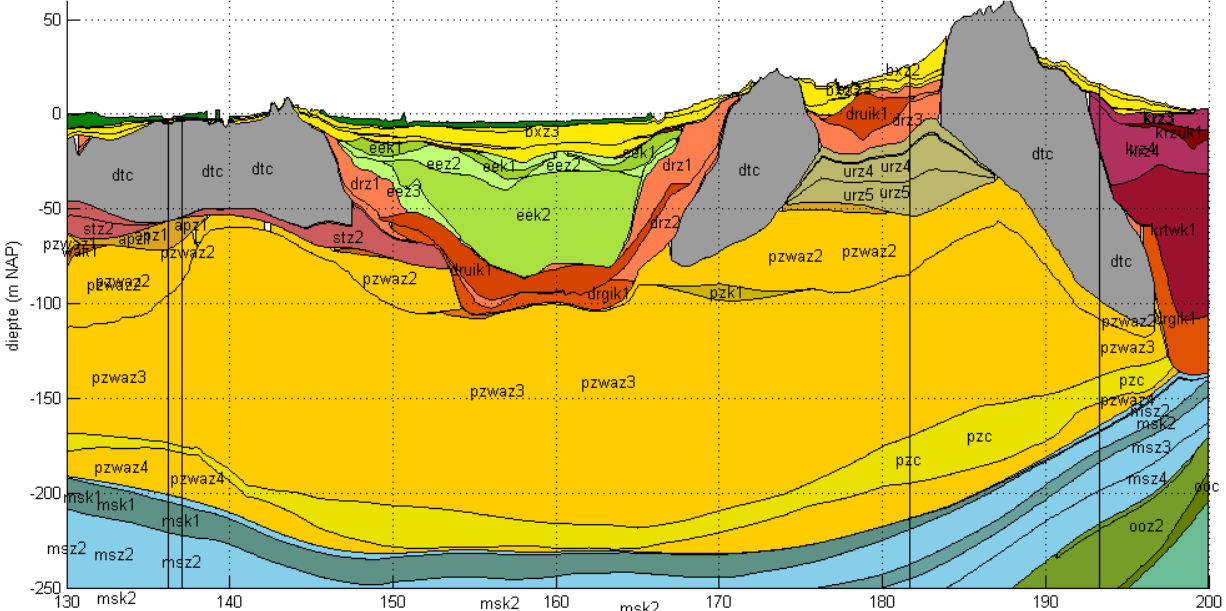 50
bxz2
bxz3
0
druik1
krz3
drz3
krzuk1
bxz3
eek1
eez2
eek1
eez2
eek1
drz1
krz4
dtc
dtc
dtc
dtc
dtc
urz4
urz4
drz1
eez3
urz5
urz5
-50
eek2
stz2
apz1
apz1
apz1
stz2
drz2
krtwk1
pzwaz1
pzwaz2
pzwaz2
pzwaz2
dtc
druik1
pzwaz2
pzwaz2
pzwaz2
drgik1
pzk1
-100
drgik1
pzwaz2
diepte (m NAP)
pzwaz3
pzwaz3
pzwaz3
pzwaz3
pzc
-150
pzwaz4
msz2
msk2
pzc
msz3
pzc
pzwaz4
pzwaz4
msz4
-200
msk1
msk1
msk1
ooc
ooz2
msz2
msz2
msz2
-250
130
140
150
160
170
180
190
200
msk2
msk2
msk2